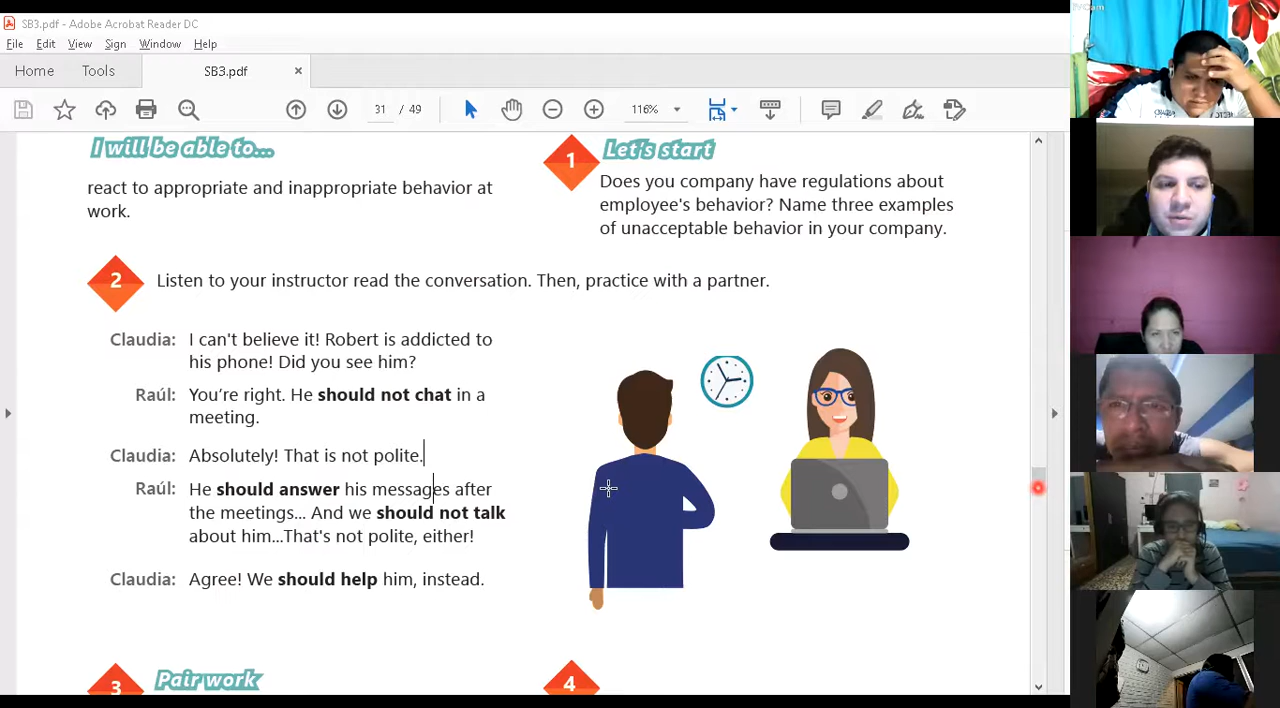 SB3.pdf - Adobe Acrobat Reader DC
File Edit View Sign Window Help
Home Tools SB3.pdf ×
31 / 49 116%
I will be able to...
react to appropriate and inappropriate behavior at
work.
1 Let's start
Does you company have regulations about
employee's behavior? Name three examples
of unacceptable behavior in your company.
2 Listen to your instructor read the conversation. Then, practice with a partner.
Claudia: I can't believe it! Robert is addicted to
his phone! Did you see him?
Raúl: You're right. He should not chat in a
meeting.
Claudia: Absolutely! That is not polite.
Raúl: He should answer his messages after
the meetings... And we should not talk
about him...That's not polite, either!
Claudia: Agree! We should help him, instead.
3 Pair work
4